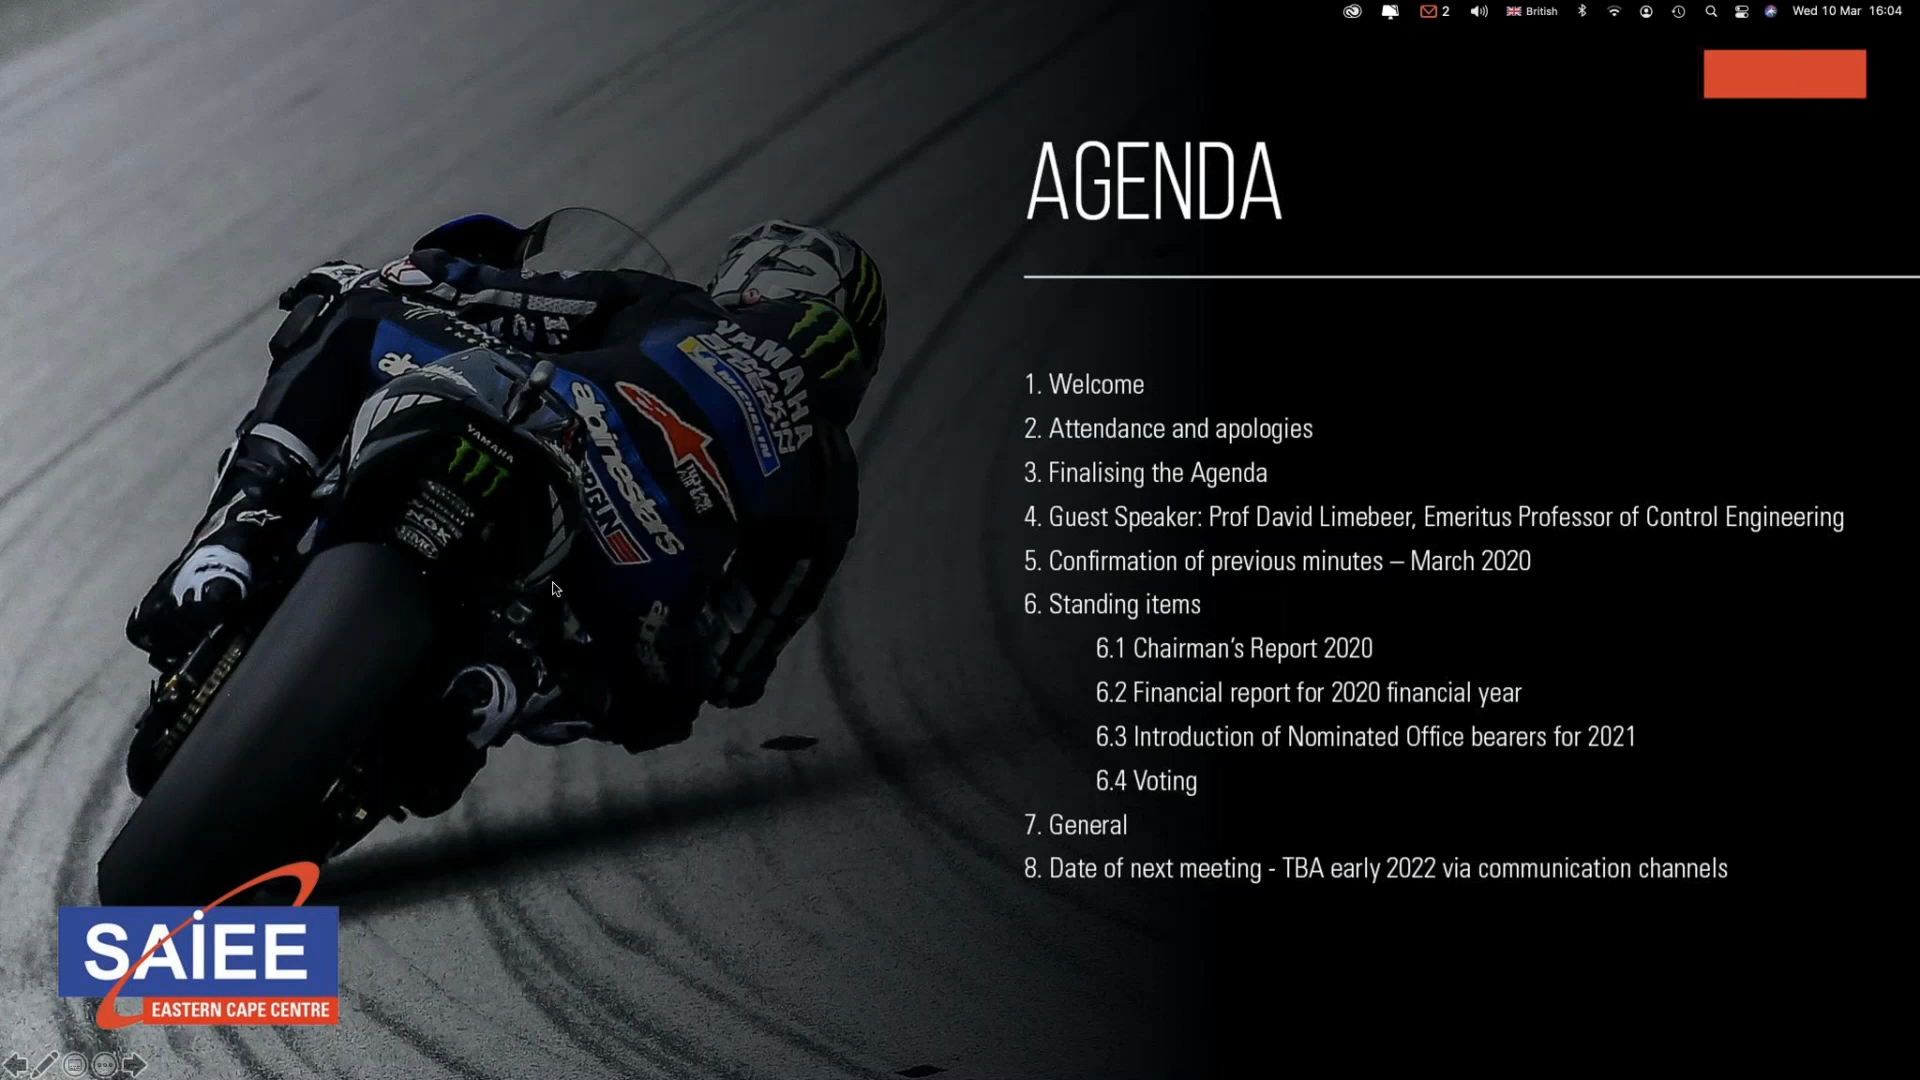 2
British
Wed 10 Mar 16:04
AGENDA
1. Welcome
2. Attendance and apologies
3. Finalising the Agenda
4. Guest Speaker: Prof David Limebeer, Emeritus Professor of Control Engineering
5. Confirmation of previous minutes – March 2020
6. Standing items
6.1 Chairman’s Report 2020
6.2 Financial report for 2020 financial year
6.3 Introduction of Nominated Office bearers for 2021
6.4 Voting
7. General
8. Date of next meeting - TBA early 2022 via communication channels
12
YAMAHA
MICHELIN
alpinestars
YAMAHA
NGK
SAiEE
EASTERN CAPE CENTRE